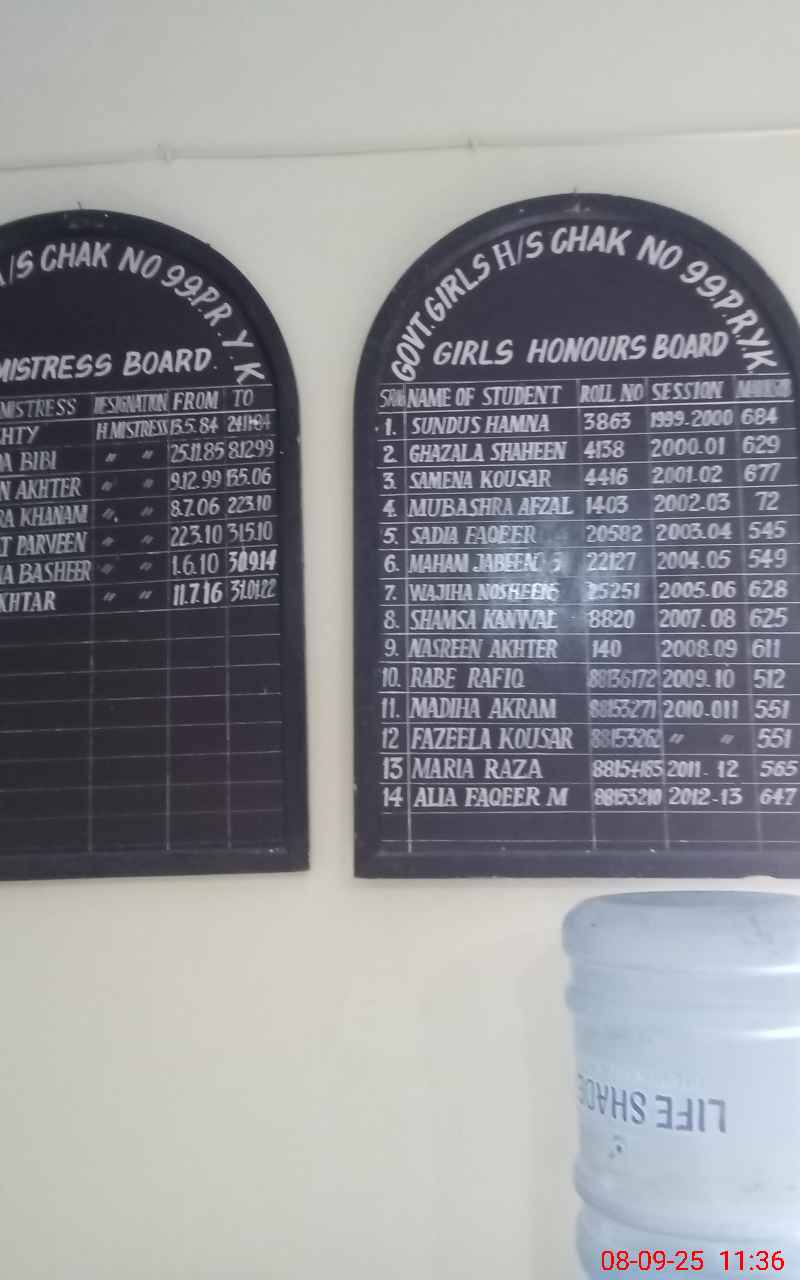 /S CHAK NO 99.P.R.Y.K
MISTRESS BOARD.
MISTRESS DESIGNATION FROM TO
HTY H.MISTRESS 13.5.84
A BIBI " " 25.11.85 8.12.99
N AKHTER " " 9.12.99 13.5.06
RA KHANAM " " 8.7.06 22.3.10
T PARVEEN " " 22.3.10 31.5.10
A BASHEER " " 1.6.10 30.9.14
KHTAR " " 11.7.16 31.01.22
GOVT. GIRLS H/S CHAK NO 99P.R.Y.K
GIRLS HONOURS BOARD
NAME OF STUDENT ROLL NO SESSION
1. SUNDUS HAMNA 3863 1999-2000 684
2. GHAZALA SHAHEEN 4138 2000-01 629
3. SAMENA KOUSAR 4416 2001-02 677
4. MUBASHRA AFZAL 1403 2002-03 72
5. SADIA FAQEER 20582 2003-04 545
6. MAHAM JABEEN 22127 2004-05 549
7. WAJIHA NOSHEEN 25251 2005-06 628
8. SHAMSA KANWAL 8820 2007-08 625
9. NASREEN AKHTER 140 2008-09 611
10. RABE RAFIQ 88136172 2009-10 512
11. MADIHA AKRAM 88153271 2010-011 551
12 FAZEELA KOUSAR 88153262 " " 551
13 MARIA RAZA 88154185 2011-12 565
14 ALIA FAQEER M 88153210 2012-13 647
LIFE SHADE
08-09-25 11:36